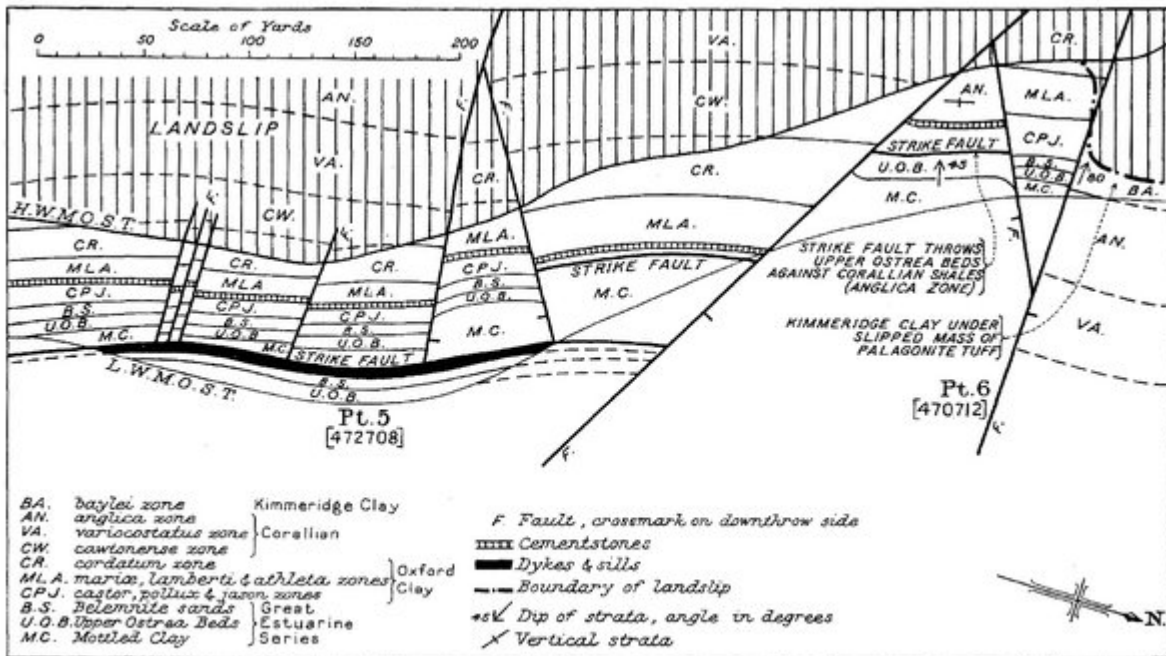 Scale of Yards
0 50 100 150 200
LANDSLIP
AN.
VA.
CW.
F.
H.W.M.O.S.T.
CR.
MLA.
CPJ.
B.S.
U.O.B.
M.C.
F.
CR.
MLA
CPJ.
B.S.
U.O.B.
M.C.
F.
CR.
MLA.
CPJ.
B.S.
U.O.B.
STRIKE FAULT
F.
F.
CR.
MLA.
CPJ.
B.S.
U.O.B.
M.C.
L.W.M.O.S.T.
B.S.
U.O.B.
Pt.5
[472708]
VA.
CW.
CR.
MLA.
STRIKE FAULT
M.C.
F.
AN.
STRIKE FAULT
U.O.B. 45
M.C.
F.
CR.
MLA.
CPJ.
B.S.
U.O.B.
M.C.
80
BA.
AN.
VA.
STRIKE FAULT THROWS
UPPER OSTREA BEDS
AGAINST CORALLIAN SHALES
(ANGLICA ZONE)
KIMMERIDGE CLAY UNDER
SLIPPED MASS OF
PALAGONITE TUFF
Pt.6
[470712]
F.
BA. baylei zone Kimmeridge Clay
AN. anglica zone
VA. variocostatus zone Corallian
CW. cawtonense zone
CR. cordatum zone
MLA. mariæ, lamberti & athleta zones Oxford
CPJ. castor, pollux & jason zones Clay
B.S. Belemnite sands Great
U.O.B. Upper Ostrea Beds Estuarine
M.C. Mottled Clay Series
F. Fault, crossmark on downthrow side
Cementstones
Dykes & sills
Boundary of landslip
45 Dip of strata, angle in degrees
Vertical strata
N.